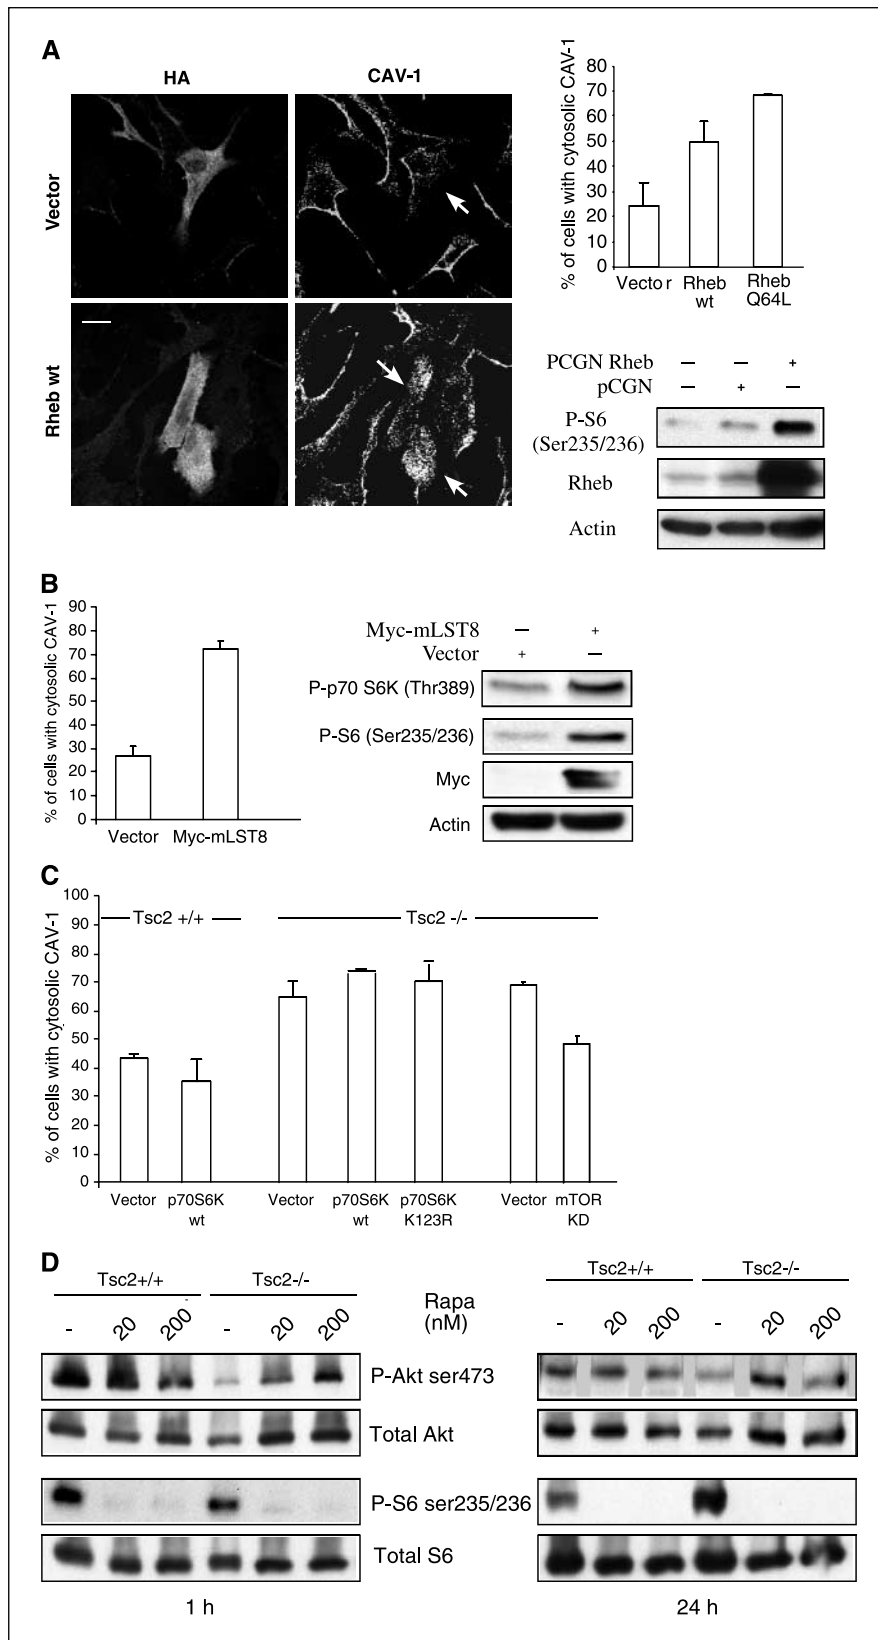 A
HA
CAV-1
Vector
Rheb wt
% of cells with cytosolic CAV-1
80
70
60
50
40
30
20
10
0
Vector
Rheb
wt
Rheb
Q64L
PCGN Rheb — — +
pCGN — + —
P-S6
(Ser235/236)
Rheb
Actin
B
% of cells with cytosolic CAV-1
90
80
70
60
50
40
30
20
10
0
Vector
Myc-mLST8
Myc-mLST8 — +
Vector + —
P-p70 S6K (Thr389)
P-S6 (Ser235/236)
Myc
Actin
C
% of cells with cytosolic CAV-1
100
90
80
70
60
50
40
30
20
10
0
Tsc2 +/+
Tsc2 -/-
Vector
p70S6K
wt
Vector
p70S6K
wt
p70S6K
K123R
Vector
mTOR
KD
D
Tsc2+/+
Tsc2-/-
- 20 200 - 20 200
Rapa
(nM)
Tsc2+/+
Tsc2-/-
- 20 200 - 20 200
P-Akt ser473
Total Akt
P-S6 ser235/236
Total S6
1 h
24 h